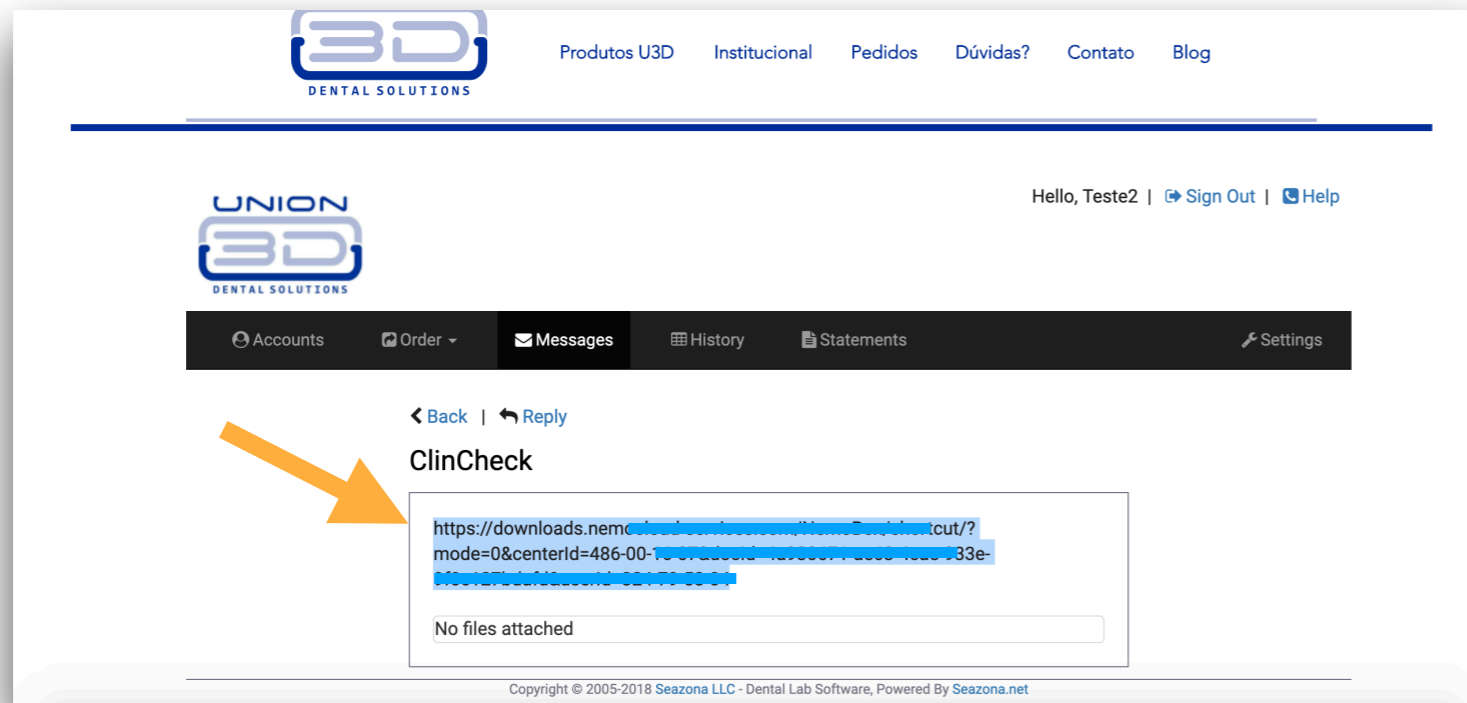 3D
DENTAL SOLUTIONS
Produtos U3D Institucional Pedidos Dúvidas? Contato Blog
Hello, Teste2 | Sign Out | Help
UNION
3D
DENTAL SOLUTIONS
Accounts Order Messages History Statements Settings
Back | Reply
ClinCheck
https://downloads.nem cut/?
mode=0&centerId=486-00- 33e-
No files attached
Copyright © 2005-2018 Seazona LLC - Dental Lab Software, Powered By Seazona.net